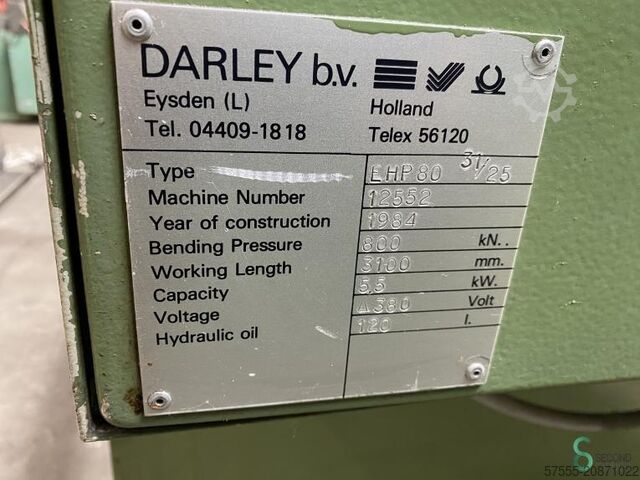 DARLEY b.v.
Eysden (L) Holland
Tel. 04409-1818 Telex 56120
Type EHP80 31/25
Machine Number 12552
Year of construction 1984
Bending Pressure 800 kN..
Working Length 3100 mm.
Capacity 5,5 kW.
Voltage Δ380 Volt
Hydraulic oil 120 l.
SECOND
57555-20871022